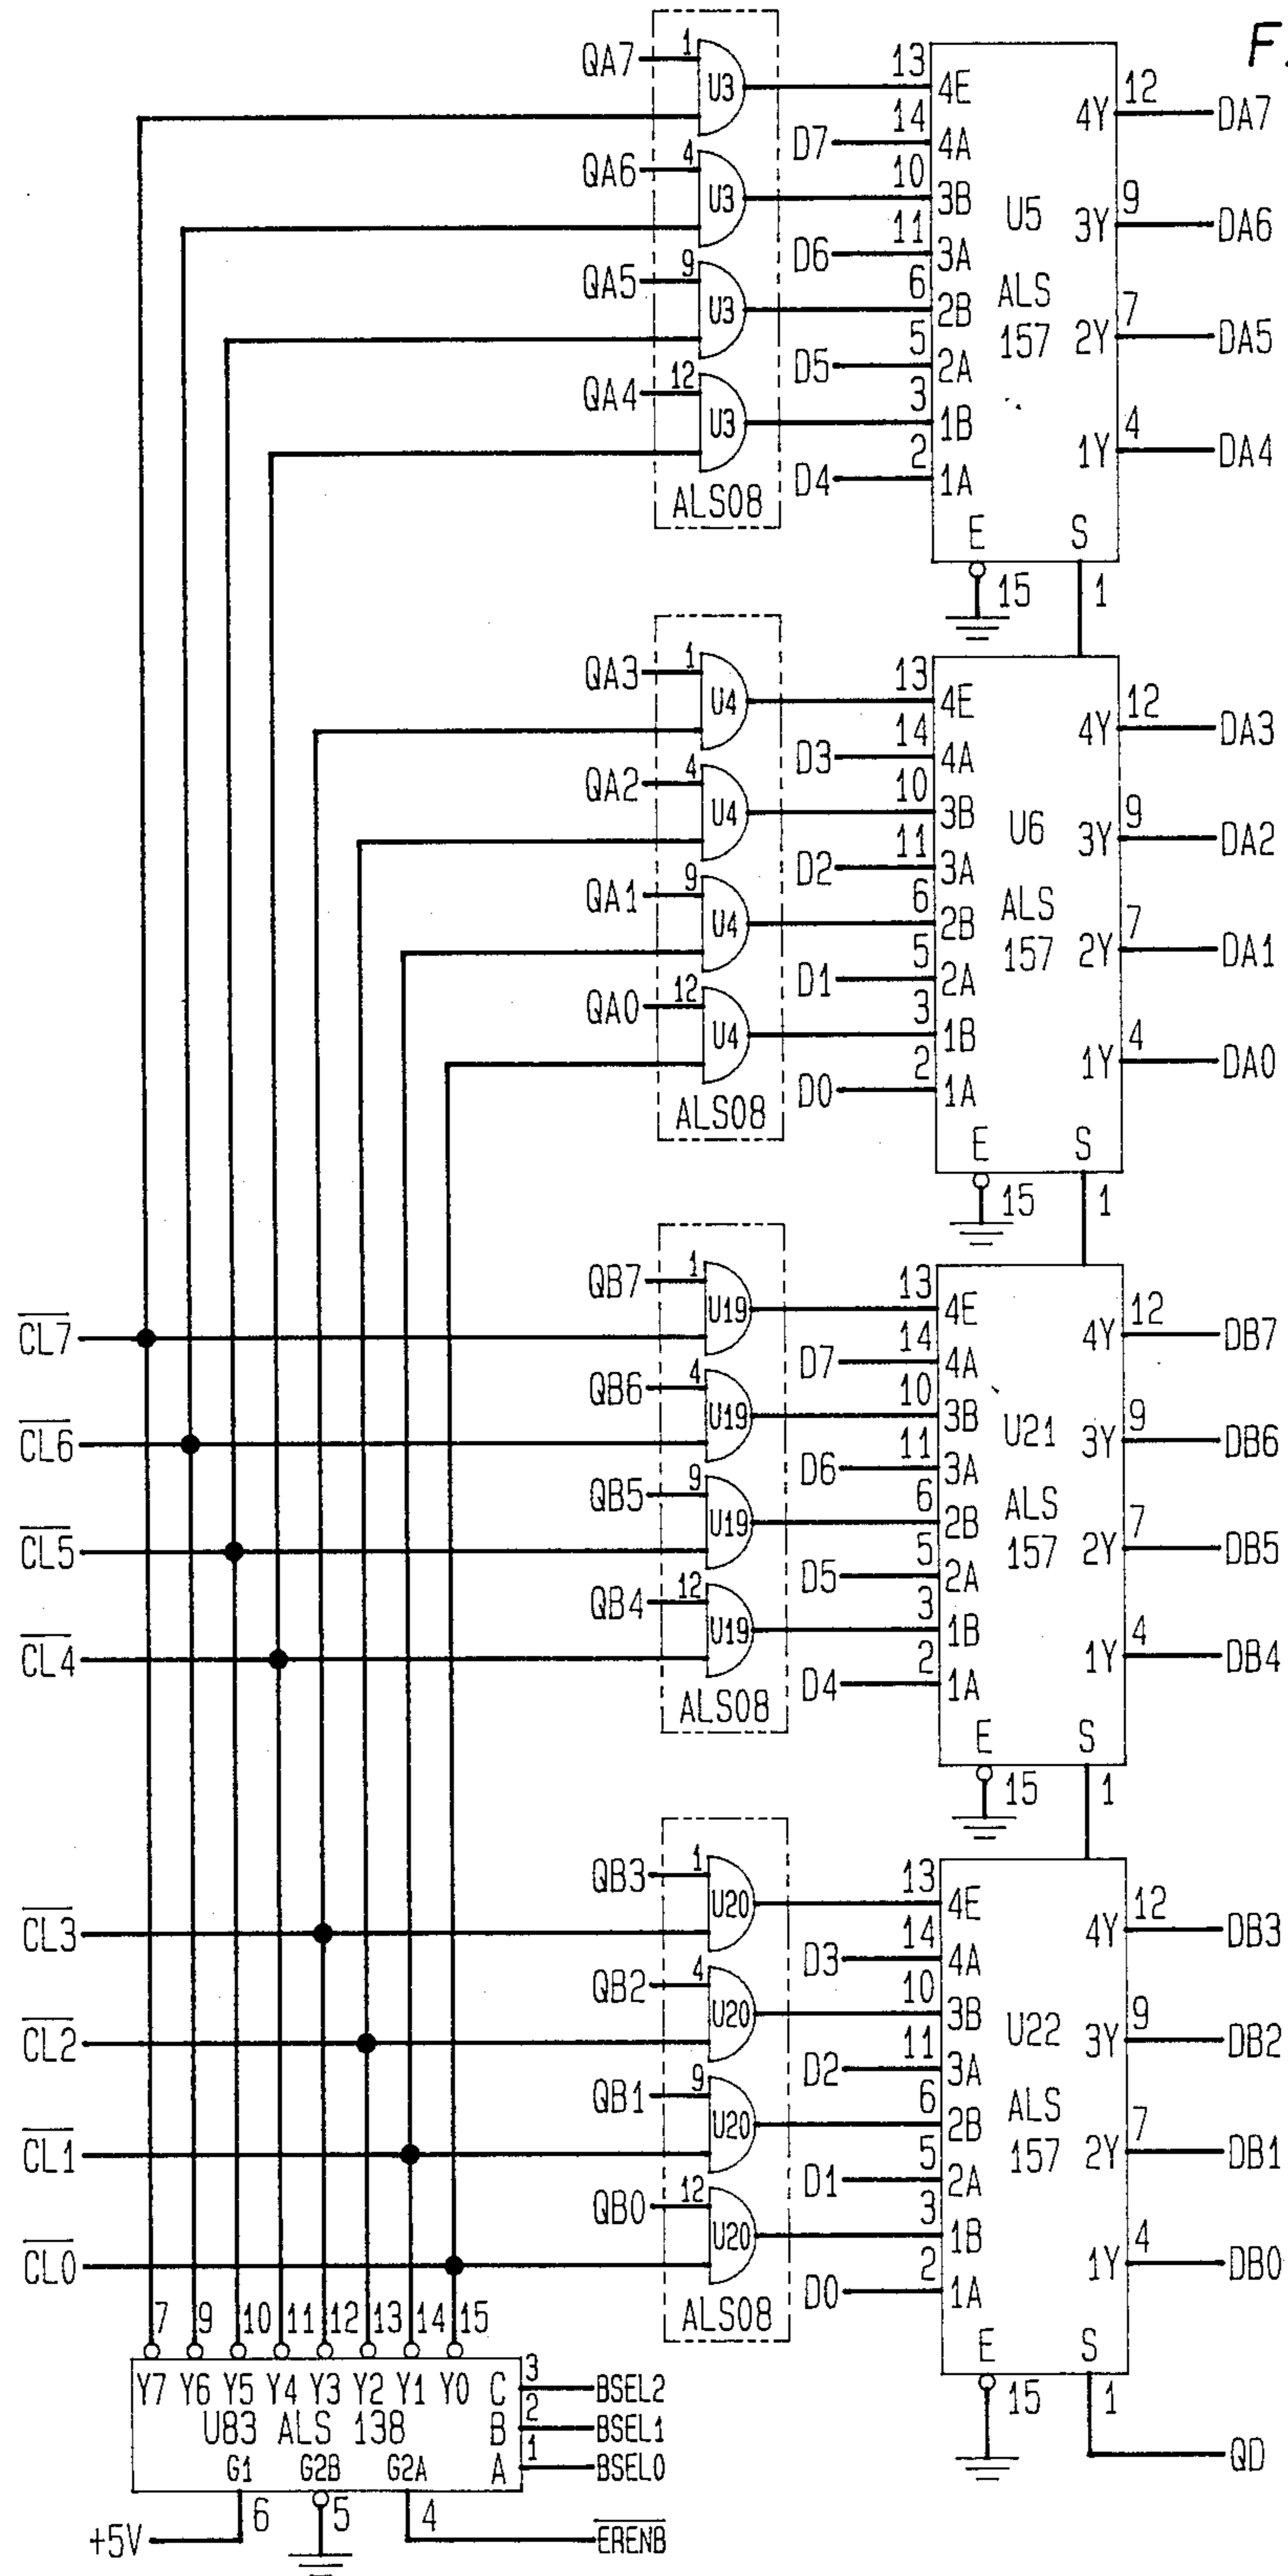 F.
QA7 1 U3 13 4E 4Y 12 DA7
D7 14 4A
QA6 4 U3 10 3B U5 3Y 9 DA6
D6 11 3A
QA5 9 U3 6 2B ALS 2Y 7 DA5
D5 5 2A 157
QA4 12 U3 3 1B 1Y 4 DA4
D4 2 1A
ALS08
E S
15 1
QA3 1 U4 13 4E 4Y 12 DA3
D3 14 4A
QA2 4 U4 10 3B U6 3Y 9 DA2
D2 11 3A
QA1 9 U4 6 2B ALS 2Y 7 DA1
D1 5 2A 157
QA0 12 U4 3 1B 1Y 4 DA0
D0 2 1A
ALS08
E S
15 1
QB7 1 U19 13 4E 4Y 12 DB7
C̅L̅7̅ D7 14 4A
QB6 4 U19 10 3B U21 3Y 9 DB6
C̅L̅6̅ D6 11 3A
QB5 9 U19 6 2B ALS 2Y 7 DB5
C̅L̅5̅ D5 5 2A 157
QB4 12 U19 3 1B 1Y 4 DB4
C̅L̅4̅ D4 2 1A
ALS08
E S
15 1
QB3 1 U20 13 4E 4Y 12 DB3
C̅L̅3̅ D3 14 4A
QB2 4 U20 10 3B U22 3Y 9 DB2
C̅L̅2̅ D2 11 3A
QB1 9 U20 6 2B ALS 2Y 7 DB1
C̅L̅1̅ D1 5 2A 157
QB0 12 U20 3 1B 1Y 4 DB0
C̅L̅0̅ D0 2 1A
ALS08
E S
15 1
QD
7 9 10 11 12 13 14 15
Y7 Y6 Y5 Y4 Y3 Y2 Y1 Y0 C 3 BSEL2
U83 ALS 138 B 2 BSEL1
G1 G2B G2A A 1 BSEL0
6 5 4
+5V E̅R̅E̅N̅B̅